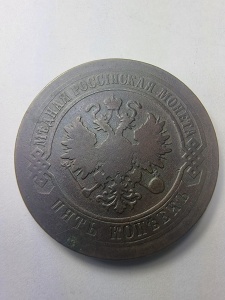 МѢДНАЯ РОССІЙСКАЯ МОНЕТА
ПЯТЬ КОПѢЕКЪ